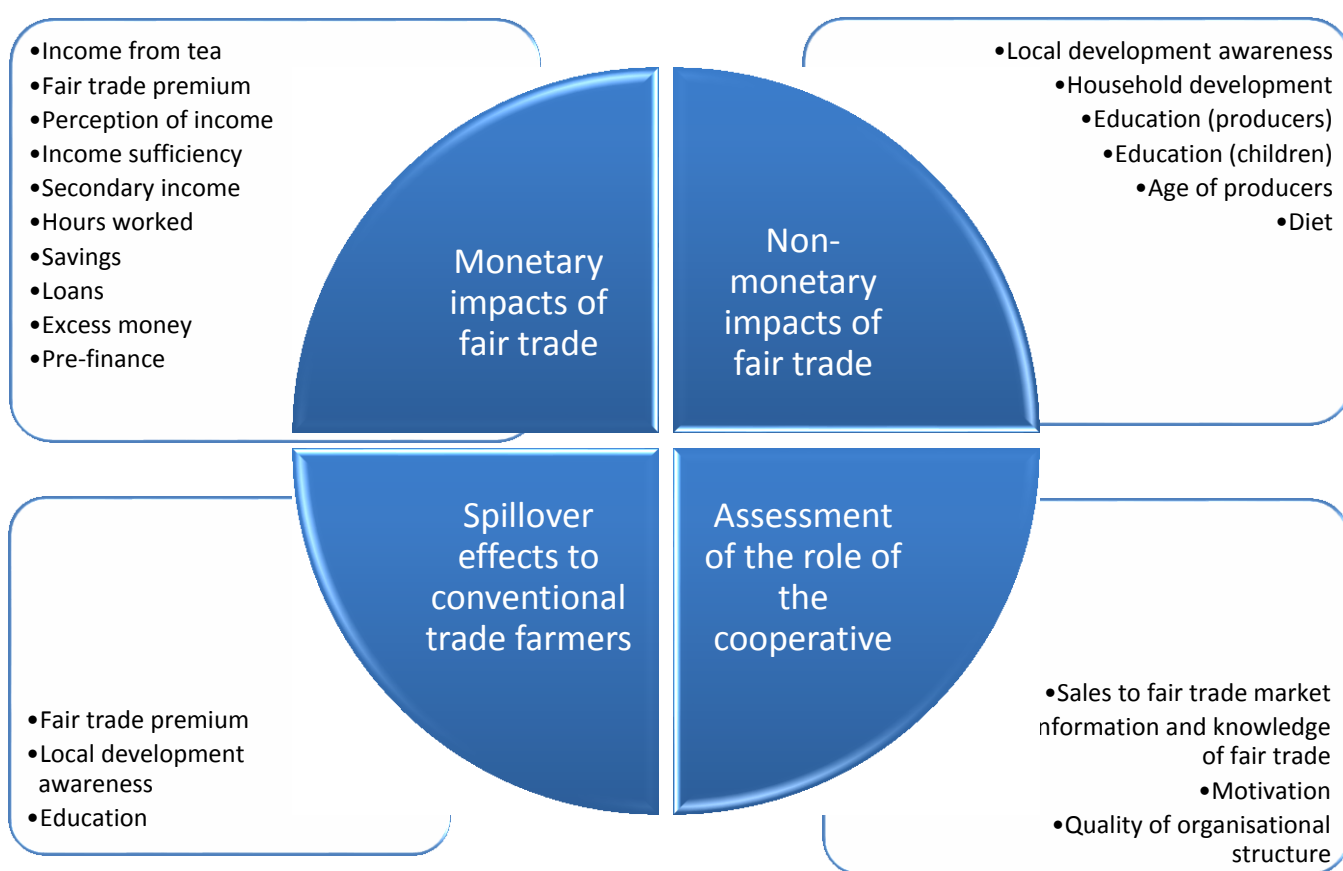 •Income from tea
•Fair trade premium
•Perception of income
•Income sufficiency
•Secondary income
•Hours worked
•Savings
•Loans
•Excess money
•Pre-finance
•Local development awareness
•Household development
•Education (producers)
•Education (children)
•Age of producers
•Diet
Monetary
impacts of
fair trade
Non-
monetary
impacts of
fair trade
Spillover
effects to
conventional
trade farmers
Assessment
of the role of
the
cooperative
•Fair trade premium
•Local development
awareness
•Education
•Sales to fair trade market
nformation and knowledge
of fair trade
•Motivation
•Quality of organisational
structure